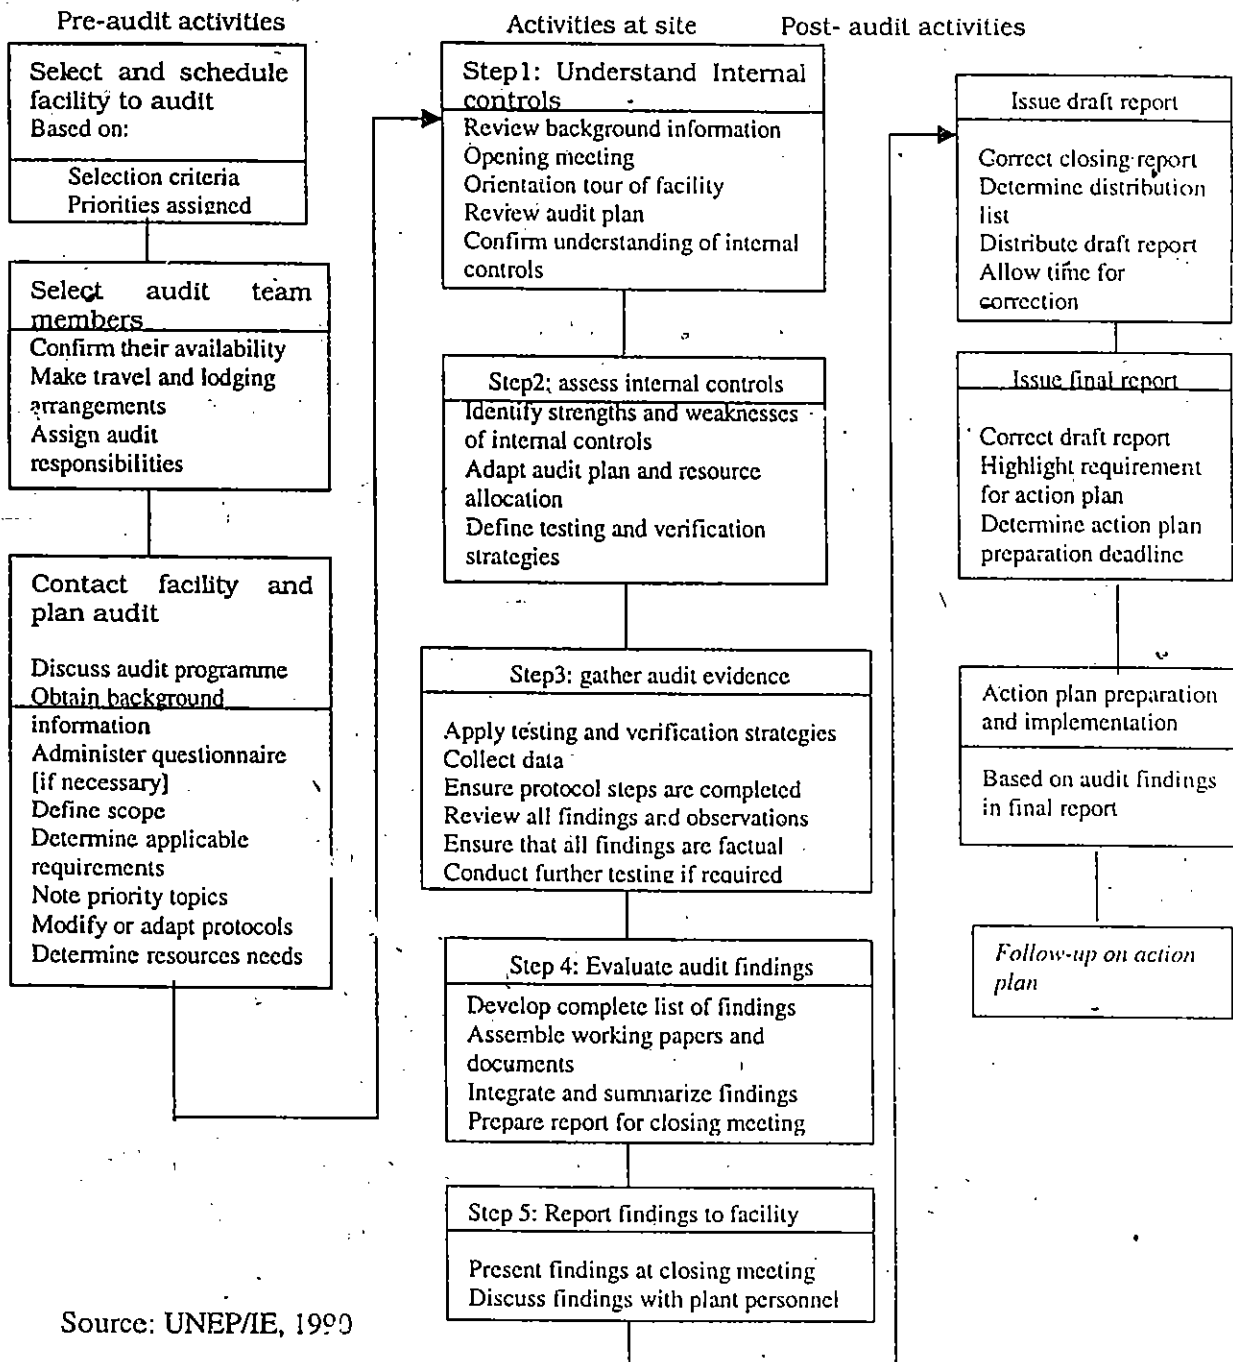 Pre-audit activities
Select and schedule
facility to audit
Based on:
Selection criteria
Priorities assigned
Select audit team
members
Confirm their availability
Make travel and lodging
arrangements
Assign audit
responsibilities
Contact facility and
plan audit
Discuss audit programme
Obtain background
information
Administer questionnaire
[if necessary]
Define scope
Determine applicable
requirements
Note priority topics
Modify or adapt protocols
Determine resources needs
Activities at site
Step1: Understand Internal
controls
Review background information
Opening meeting
Orientation tour of facility
Review audit plan
Confirm understanding of internal
controls
Step2; assess internal controls
Identify strengths and weaknesses
of internal controls
Adapt audit plan and resource
allocation
Define testing and verification
strategies
Step3: gather audit evidence
Apply testing and verification strategies
Collect data
Ensure protocol steps are completed
Review all findings and observations
Ensure that all findings are factual
Conduct further testing if required
Step 4: Evaluate audit findings
Develop complete list of findings
Assemble working papers and
documents
Integrate and summarize findings
Prepare report for closing meeting
Step 5: Report findings to facility
Present findings at closing meeting
Discuss findings with plant personnel
Post- audit activities
Issue draft report
Correct closing report
Determine distribution
list
Distribute draft report
Allow time for
correction
Issue final report
Correct draft report
Highlight requirement
for action plan
Determine action plan
preparation deadline
Action plan preparation
and implementation
Based on audit findings
in final report
Follow-up on action
plan
Source: UNEP/IE, 1990